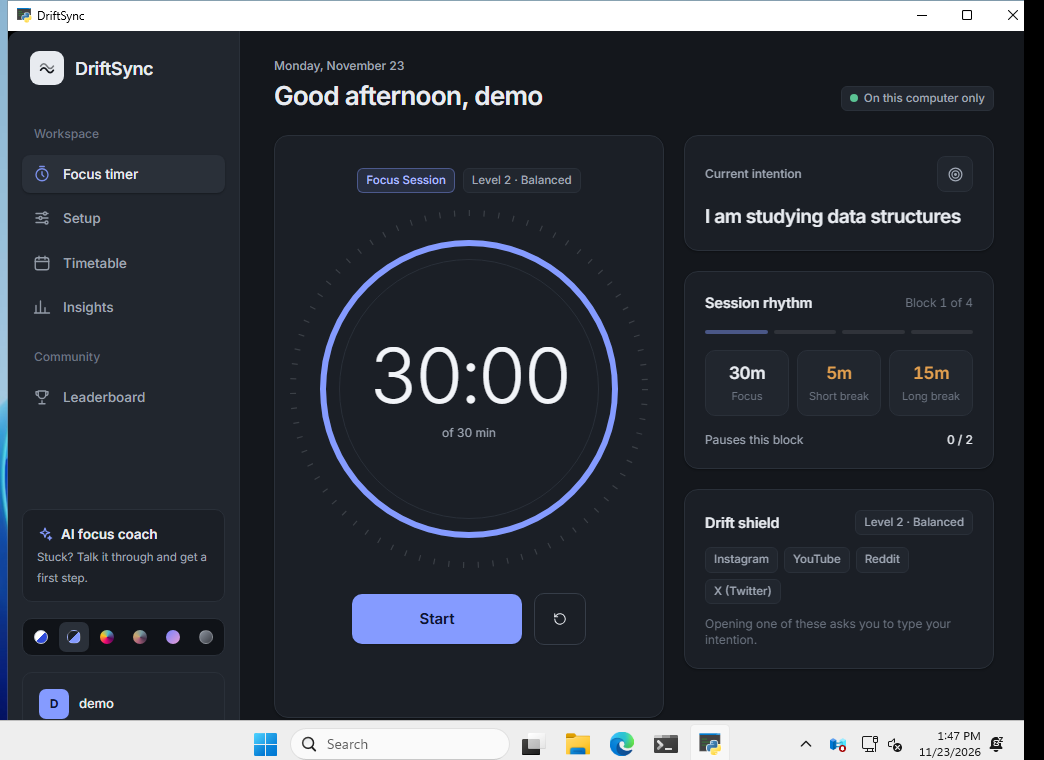 DriftSync
DriftSync
Workspace
Focus timer
Setup
Timetable
Insights
Community
Leaderboard
AI focus coach
Stuck? Talk it through and get a
first step.
D
demo
Monday, November 23
Good afternoon, demo
On this computer only
Focus Session
Level 2 · Balanced
30:00
of 30 min
Start
Current intention
I am studying data structures
Session rhythm
Block 1 of 4
30m
Focus
5m
Short break
15m
Long break
Pauses this block
0 / 2
Drift shield
Level 2 · Balanced
Instagram
YouTube
Reddit
X (Twitter)
Opening one of these asks you to type your
intention.
Search
1:47 PM
11/23/2026